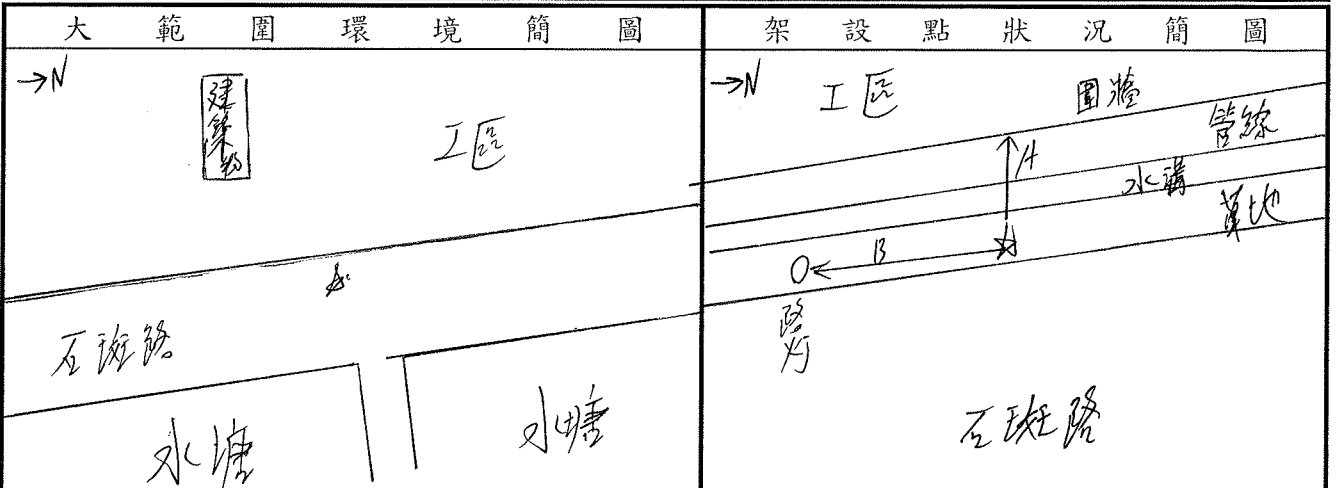 大範圍環境簡圖
→N
建築物
工區
石斑路
水塘
水塘
架設點狀況簡圖
→N
工區
圍牆
管線
A
水溝
草地
B
路灯
石斑路